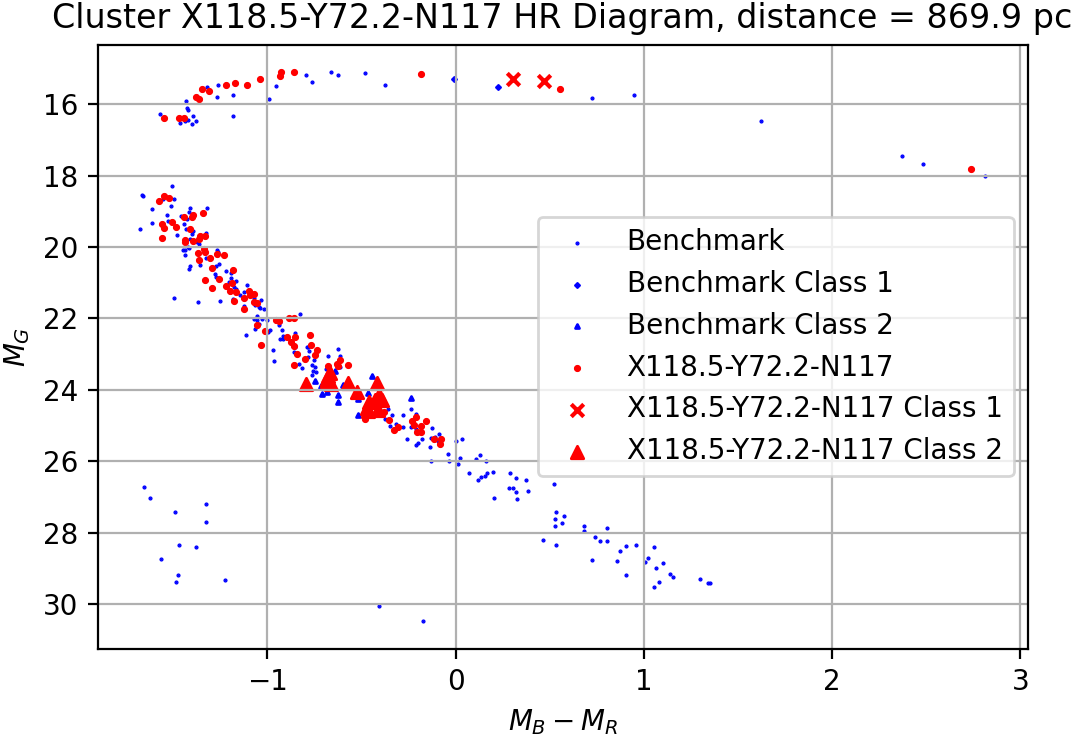 Cluster X118.5-Y72.2-N117 HR Diagram, distance = 869.9 pc
16
18
20
22
24
26
28
30
M_G
Benchmark
Benchmark Class 1
Benchmark Class 2
X118.5-Y72.2-N117
X118.5-Y72.2-N117 Class 1
X118.5-Y72.2-N117 Class 2
−1 0 1 2 3
M_B − M_R